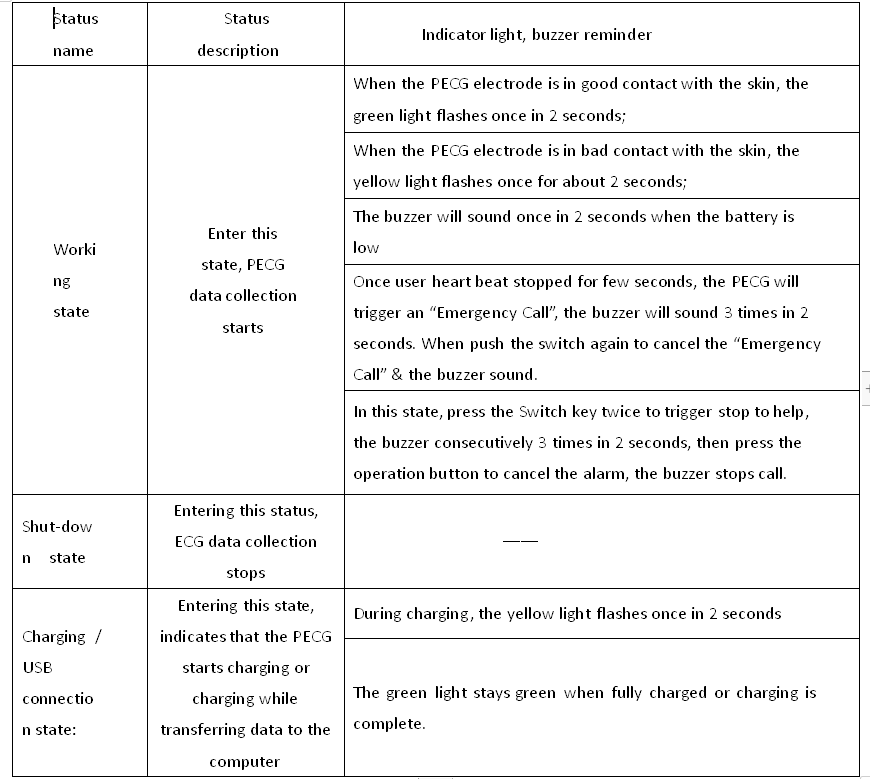 Status
name
Status
description
Indicator light, buzzer reminder
Worki
ng
state
Enter this
state, PECG
data collection
starts
When the PECG electrode is in good contact with the skin, the
green light flashes once in 2 seconds;
When the PECG electrode is in bad contact with the skin, the
yellow light flashes once for about 2 seconds;
The buzzer will sound once in 2 seconds when the battery is
low
Once user heart beat stopped for few seconds, the PECG will
trigger an “Emergency Call”, the buzzer will sound 3 times in 2
seconds. When push the switch again to cancel the “Emergency
Call” & the buzzer sound.
In this state, press the Switch key twice to trigger stop to help,
the buzzer consecutively 3 times in 2 seconds, then press the
operation button to cancel the alarm, the buzzer stops call.
Shut-dow
n state
Entering this status,
ECG data collection
stops
——
Charging /
USB
connectio
n state:
Entering this state,
indicates that the PECG
starts charging or
charging while
transferring data to the
computer
During charging, the yellow light flashes once in 2 seconds
The green light stays green when fully charged or charging is
complete.